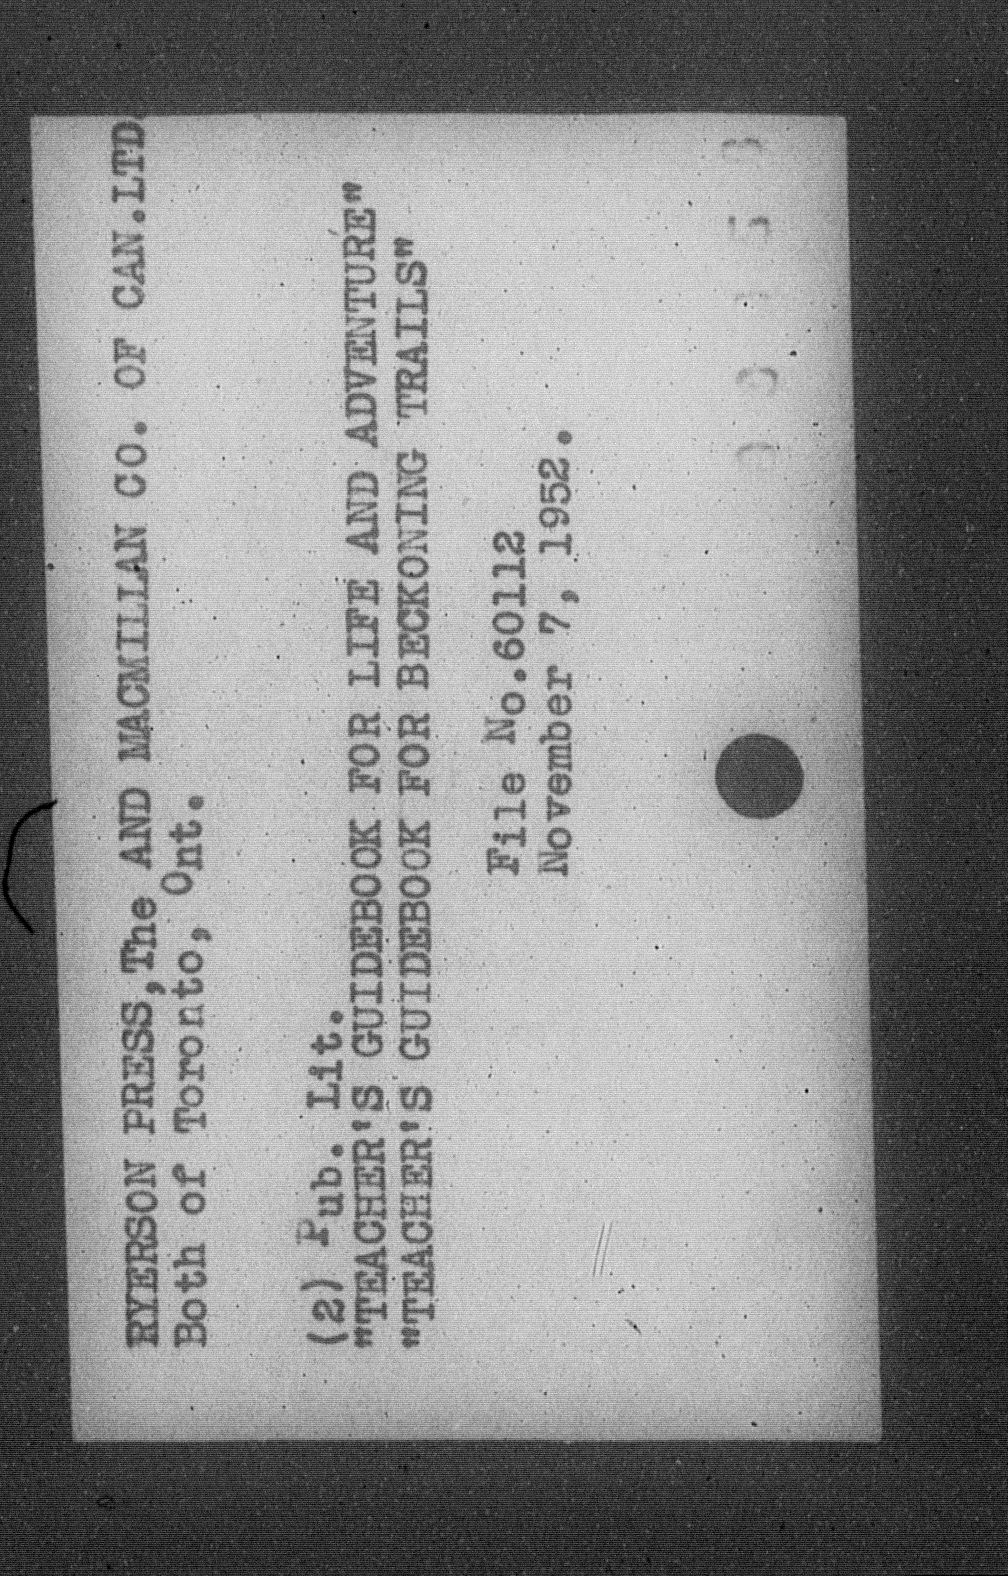 RYERSON PRESS,The AND MACMILLAN CO. OF CAN.LTD.
Both of Toronto, Ont.
(2) Pub. Lit.
"TEACHER'S GUIDEBOOK FOR LIFE AND ADVENTURE"
"TEACHER'S GUIDEBOOK FOR BECKONING TRAILS"
File No.60112
November 7, 1952.